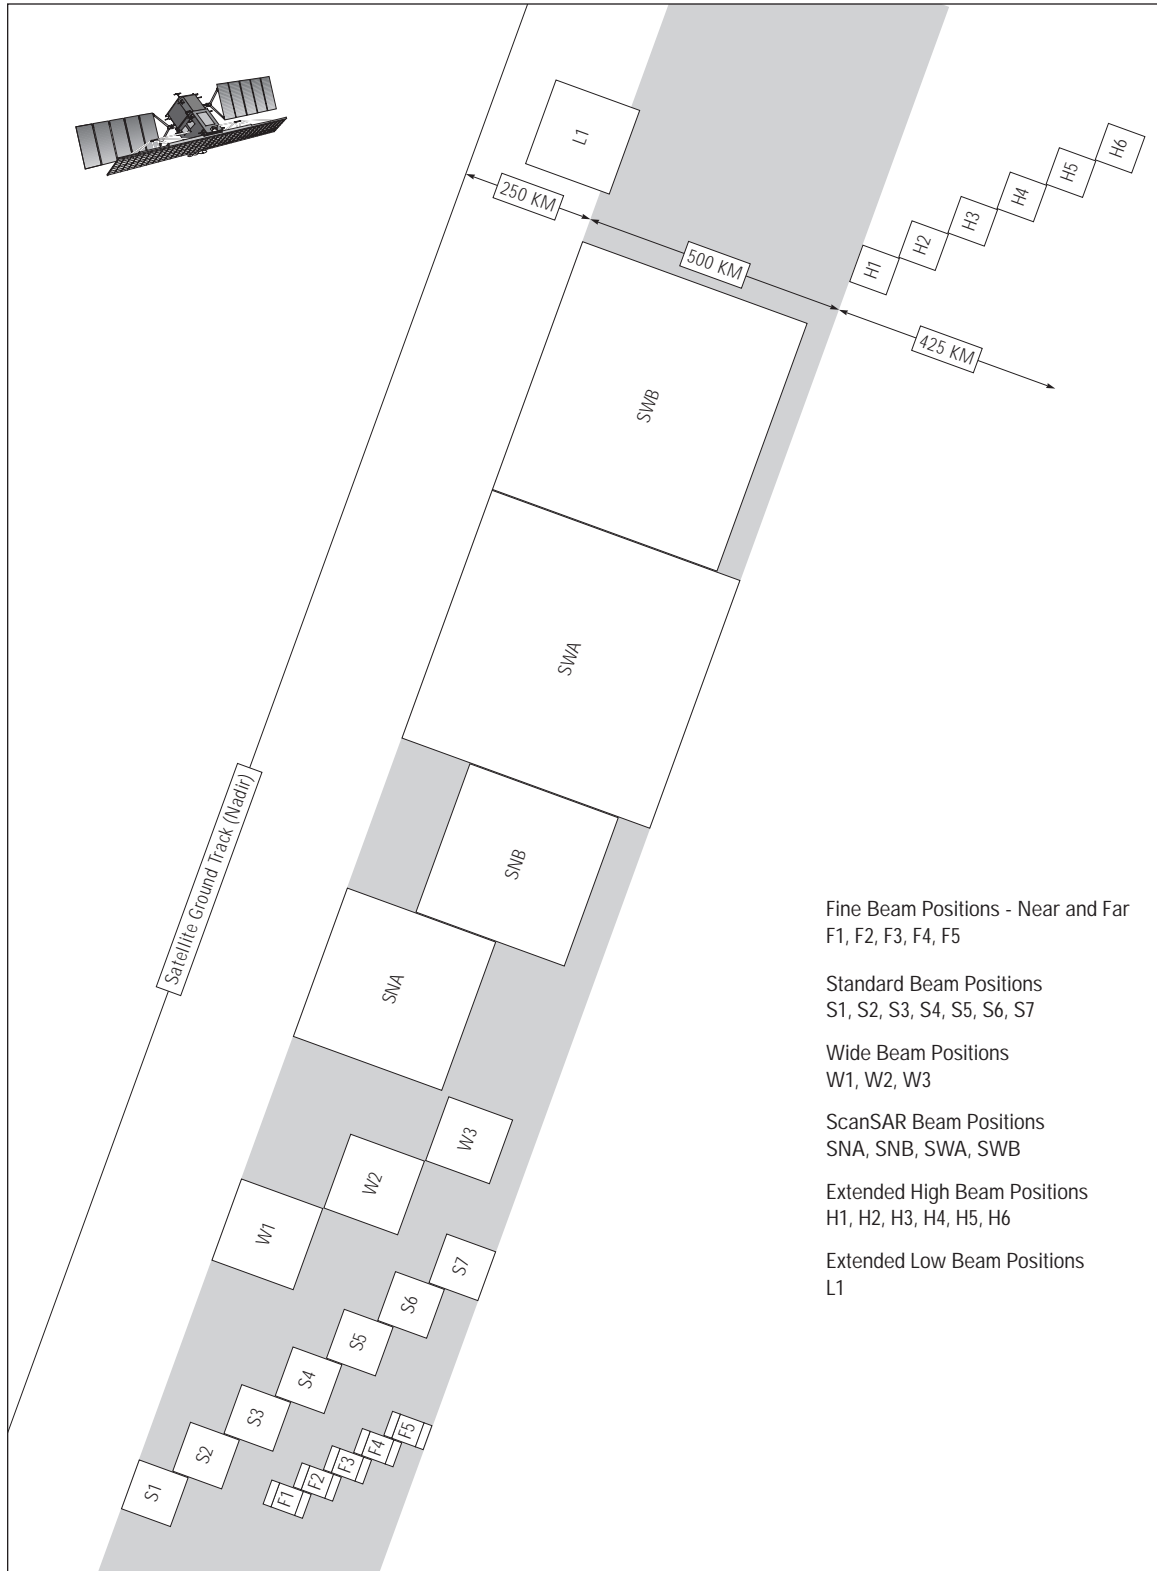 L1
H6
H5
H4
H3
H2
H1
250 KM
500 KM
425 KM
SWB
SWA
Satellite Ground Track (Nadir)
SNB
SNA
W3
W2
W1
S7
S6
S5
S4
S3
S2
S1
F5
F4
F3
F2
F1
Fine Beam Positions - Near and Far
F1, F2, F3, F4, F5
Standard Beam Positions
S1, S2, S3, S4, S5, S6, S7
Wide Beam Positions
W1, W2, W3
ScanSAR Beam Positions
SNA, SNB, SWA, SWB
Extended High Beam Positions
H1, H2, H3, H4, H5, H6
Extended Low Beam Positions
L1